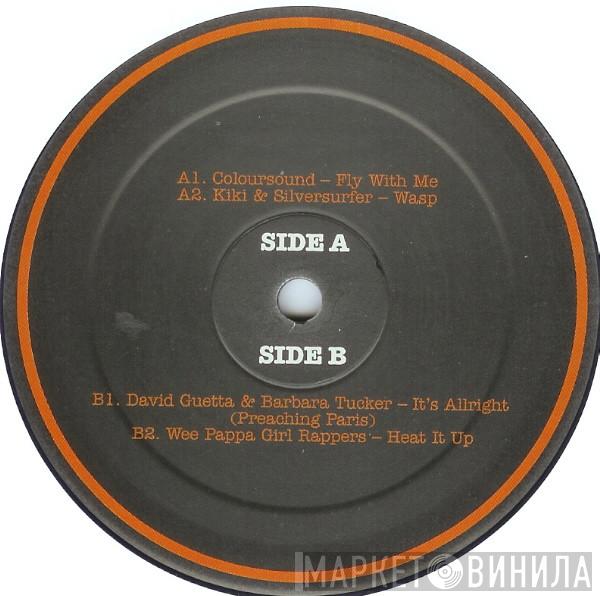 A1. Coloursound – Fly With Me
A2. Kiki & Silversurfer – Wasp
SIDE A
SIDE B
B1. David Guetta & Barbara Tucker – It's Allright
(Preaching Paris)
B2. Wee Pappa Girl Rappers – Heat It Up
МАРКЕТ ВИНИЛА